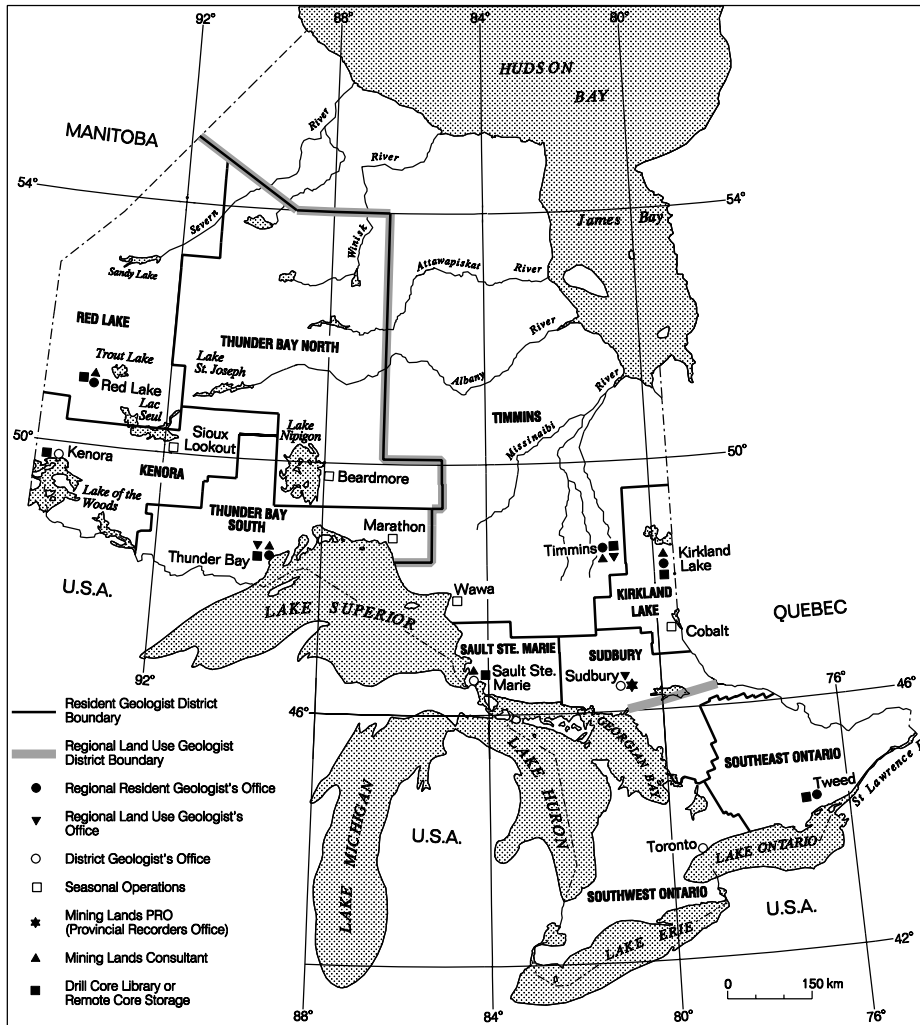 92°
88°
84°
80°
HUDSON
BAY
MANITOBA
River
River
54°
54°
Severn
Winisk
James Bay
Sandy Lake
Attawapiskat River
RED LAKE
THUNDER BAY NORTH
River
Trout Lake
Lake
St. Joseph
Albany
River
Red Lake
Lac
Seul
TIMMINS
Missinaibi
50°
Sioux
Lookout
Lake
Nipigon
50°
Kenora
KENORA
Beardmore
Lake of the
Woods
THUNDER BAY
SOUTH
Marathon
Thunder Bay
Timmins
Kirkland
Lake
U.S.A.
Wawa
KIRKLAND
LAKE
QUEBEC
LAKE SUPERIOR
Cobalt
SAULT STE. MARIE
SUDBURY
92°
Sault Ste.
Marie
Sudbury
76°
46°
46°
GEORGIAN BAY
SOUTHEAST ONTARIO
LAKE HURON
Tweed
St Lawrence
LAKE MICHIGAN
U.S.A.
Toronto
LAKE ONTARIO
SOUTHWEST ONTARIO
U.S.A.
LAKE ERIE
42°
0 150 km
88°
84°
80°
76°
Resident Geologist District
Boundary
Regional Land Use Geologist
District Boundary
Regional Resident Geologist's Office
Regional Land Use Geologist's
Office
District Geologist's Office
Seasonal Operations
Mining Lands PRO
(Provincial Recorders Office)
Mining Lands Consultant
Drill Core Library or
Remote Core Storage